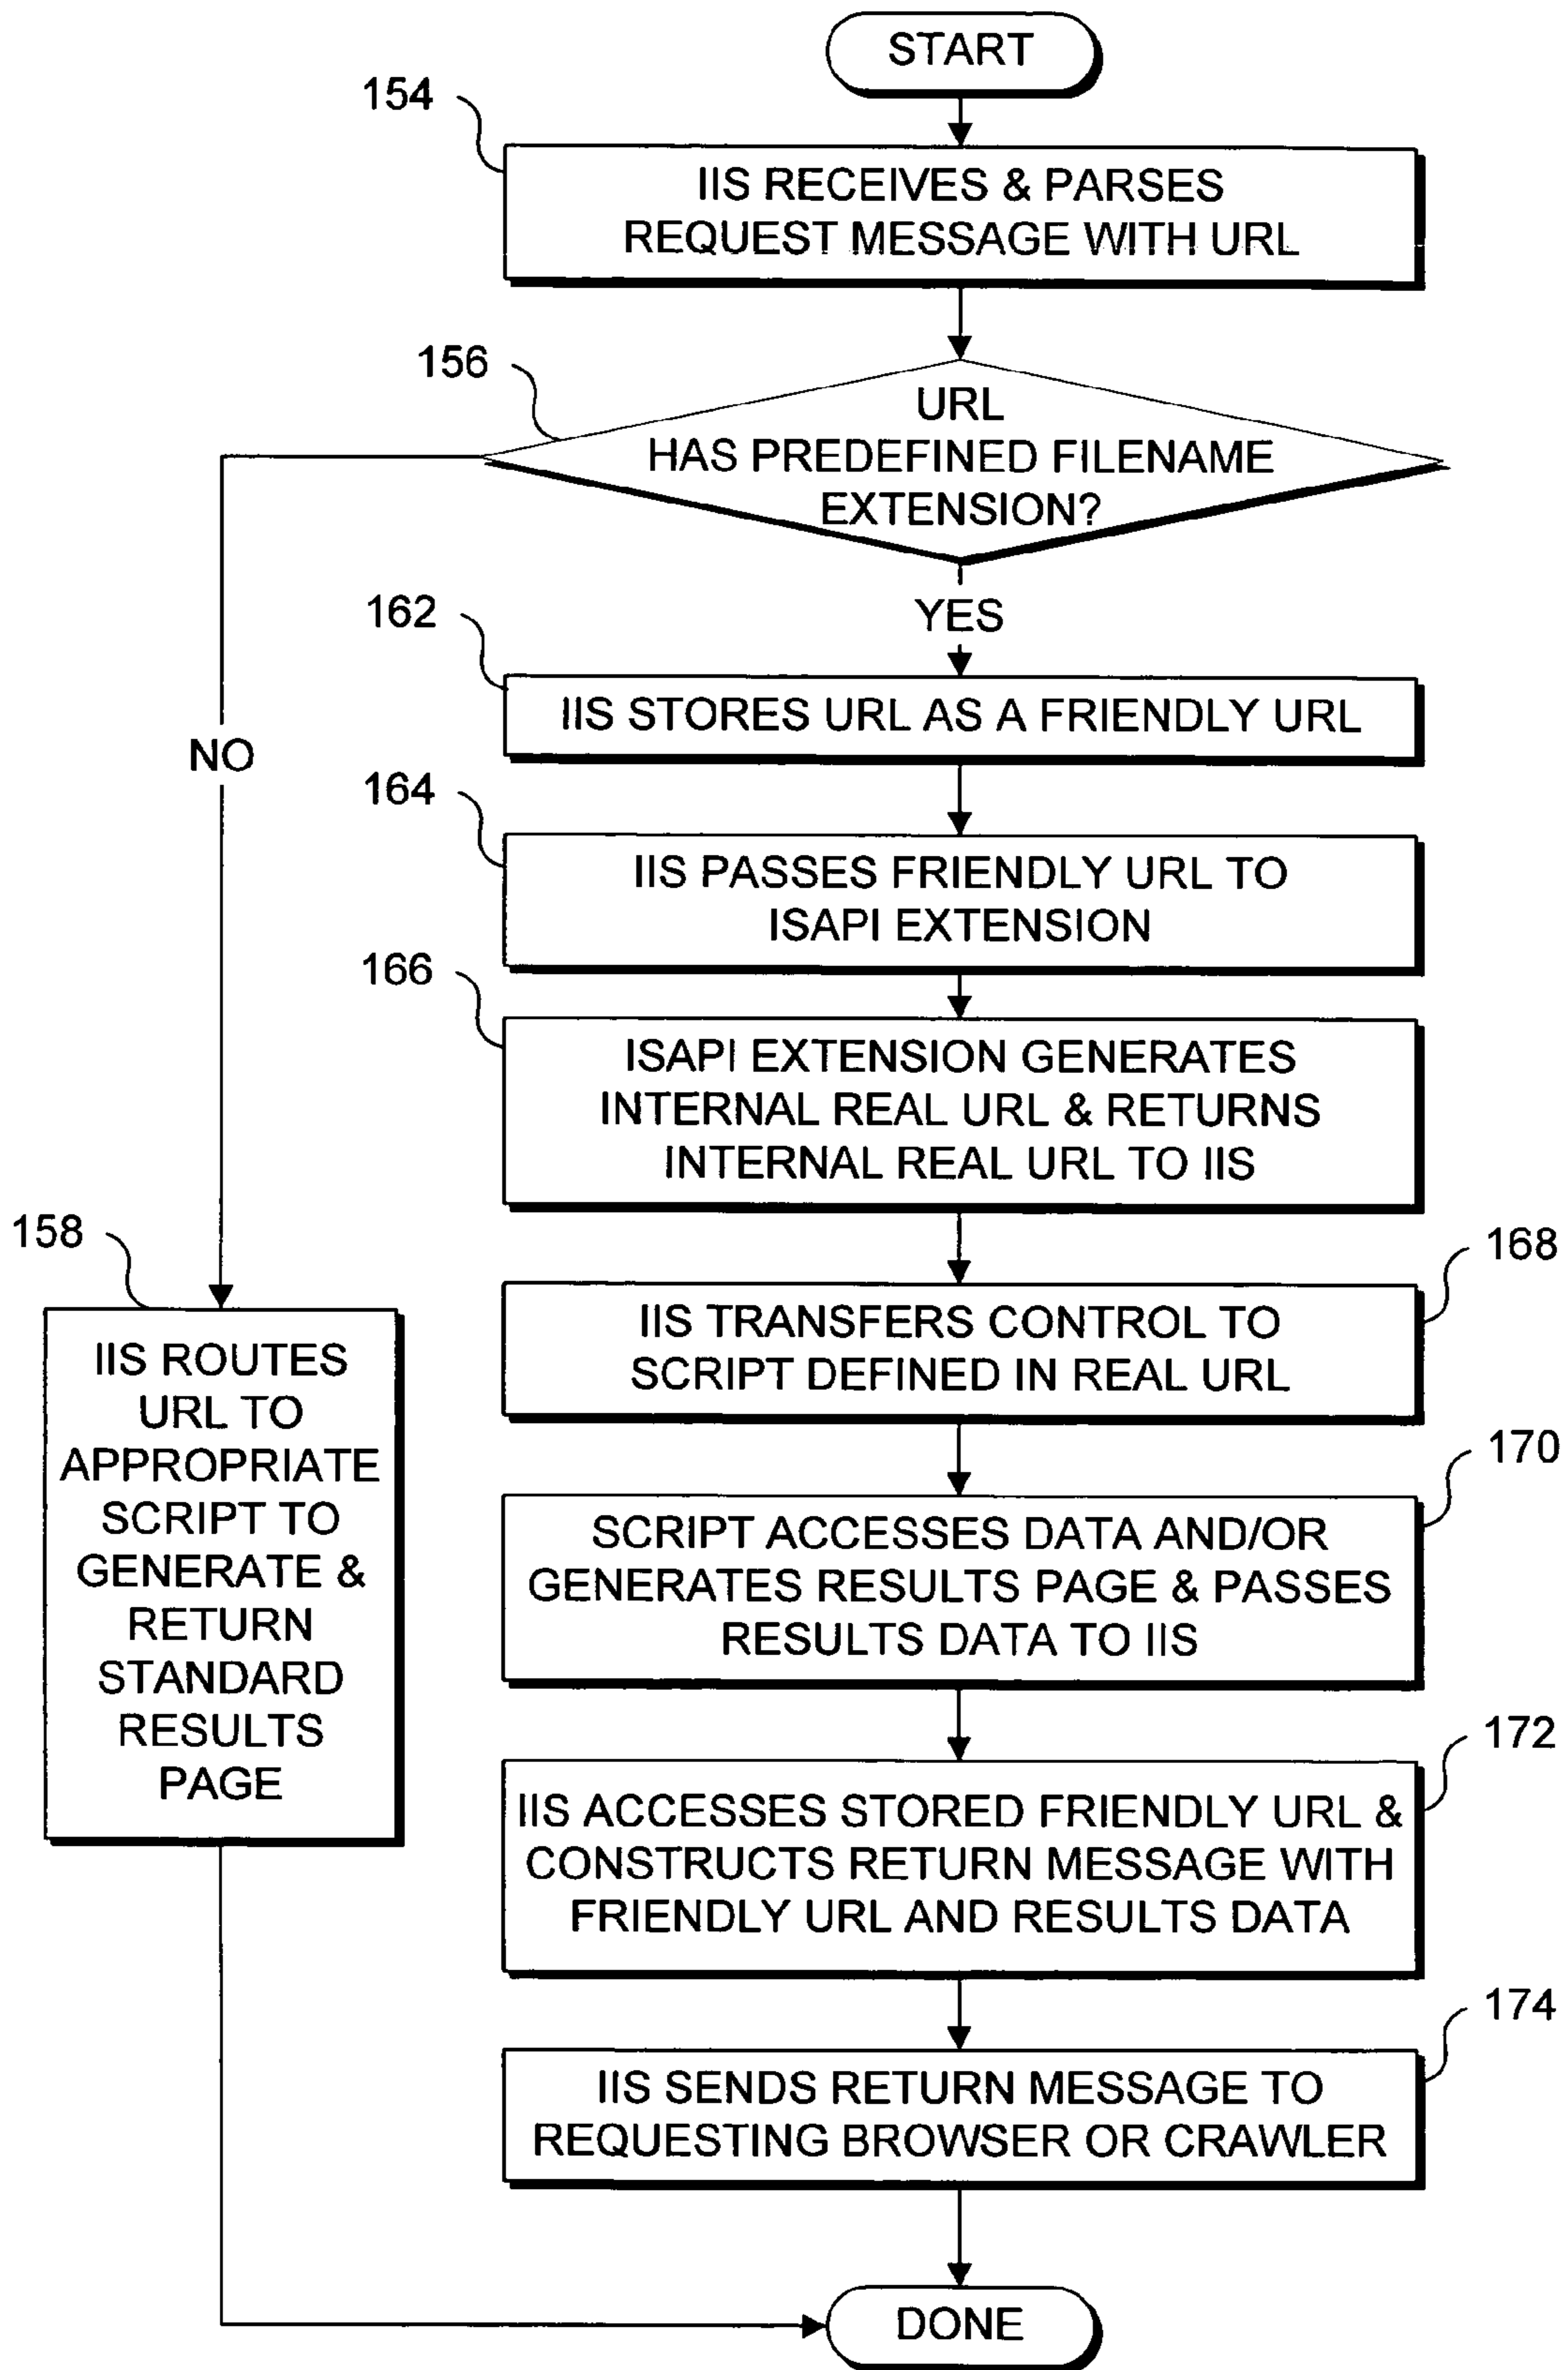 START
154
IIS RECEIVES & PARSES
REQUEST MESSAGE WITH URL
156
URL
HAS PREDEFINED FILENAME
EXTENSION?
YES
NO
162
IIS STORES URL AS A FRIENDLY URL
164
IIS PASSES FRIENDLY URL TO
ISAPI EXTENSION
166
ISAPI EXTENSION GENERATES
INTERNAL REAL URL & RETURNS
INTERNAL REAL URL TO IIS
158
IIS ROUTES
URL TO
APPROPRIATE
SCRIPT TO
GENERATE &
RETURN
STANDARD
RESULTS
PAGE
168
IIS TRANSFERS CONTROL TO
SCRIPT DEFINED IN REAL URL
170
SCRIPT ACCESSES DATA AND/OR
GENERATES RESULTS PAGE & PASSES
RESULTS DATA TO IIS
172
IIS ACCESSES STORED FRIENDLY URL &
CONSTRUCTS RETURN MESSAGE WITH
FRIENDLY URL AND RESULTS DATA
174
IIS SENDS RETURN MESSAGE TO
REQUESTING BROWSER OR CRAWLER
DONE